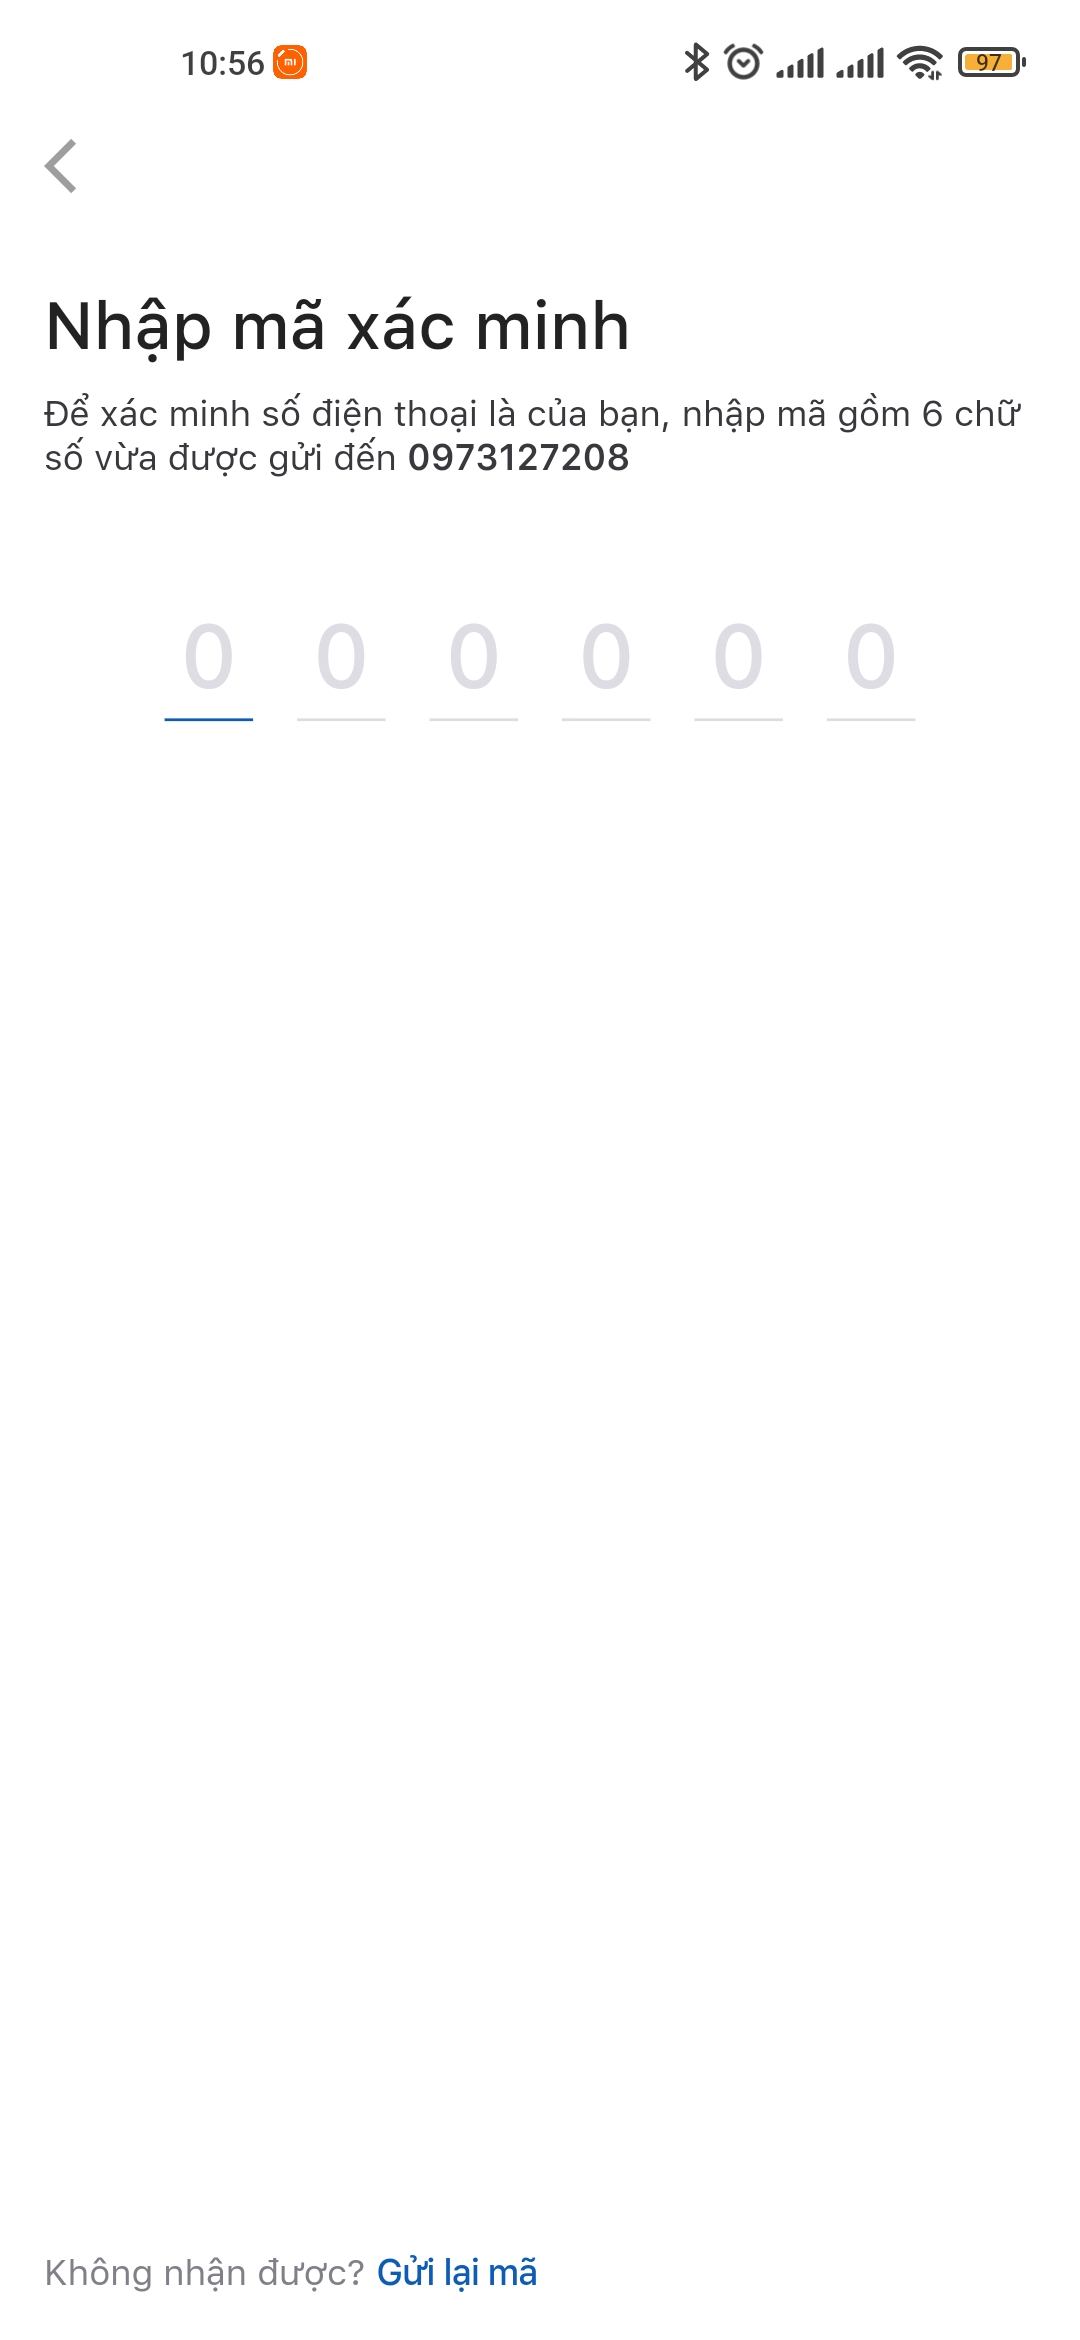 10:56
97
Nhập mã xác minh
Để xác minh số điện thoại là của bạn, nhập mã gồm 6 chữ
số vừa được gửi đến 0973127208
0 0 0 0 0 0
Không nhận được? Gửi lại mã